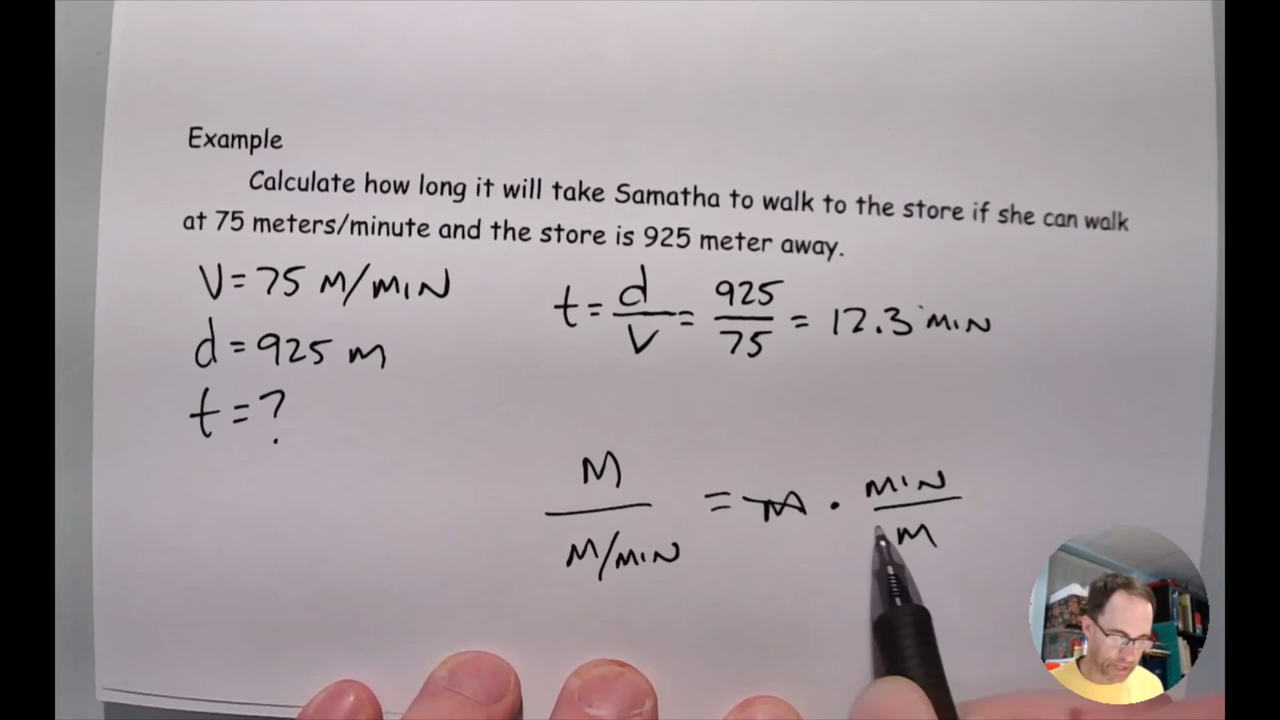 Example
Calculate how long it will take Samatha to walk to the store if she can walk
at 75 meters/minute and the store is 925 meter away.
V=75 M/MIN
d=925 m
t=?
t=d/V=925/75=12.3 MIN
M/(M/MIN)=M·MIN/M